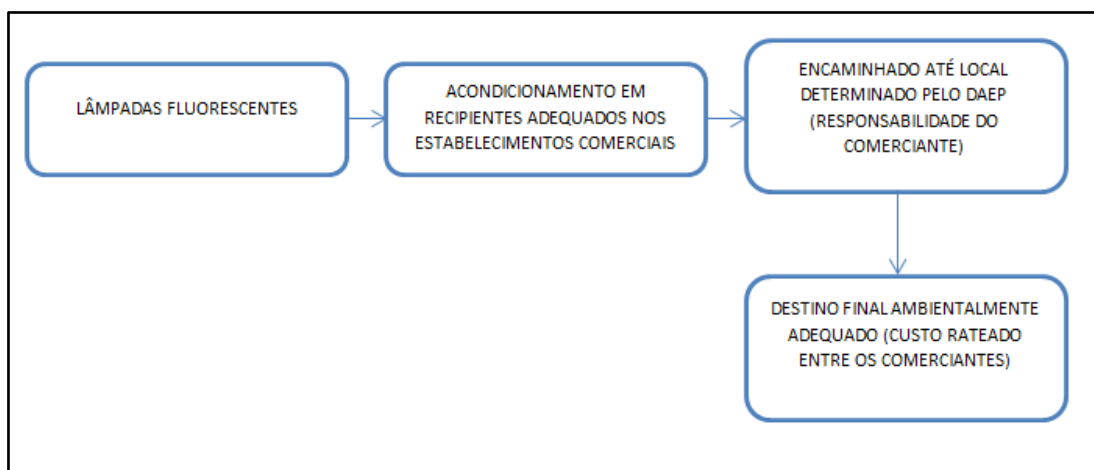 LÂMPADAS FLUORESCENTES
ACONDICIONAMENTO EM
RECIPIENTES ADEQUADOS NOS
ESTABELECIMENTOS COMERCIAIS
ENCAMINHADO ATÉ LOCAL
DETERMINADO PELO DAEP
(RESPONSABILIDADE DO
COMERCIANTE)
DESTINO FINAL AMBIENTALMENTE
ADEQUADO (CUSTO RATEADO
ENTRE OS COMERCIANTES)